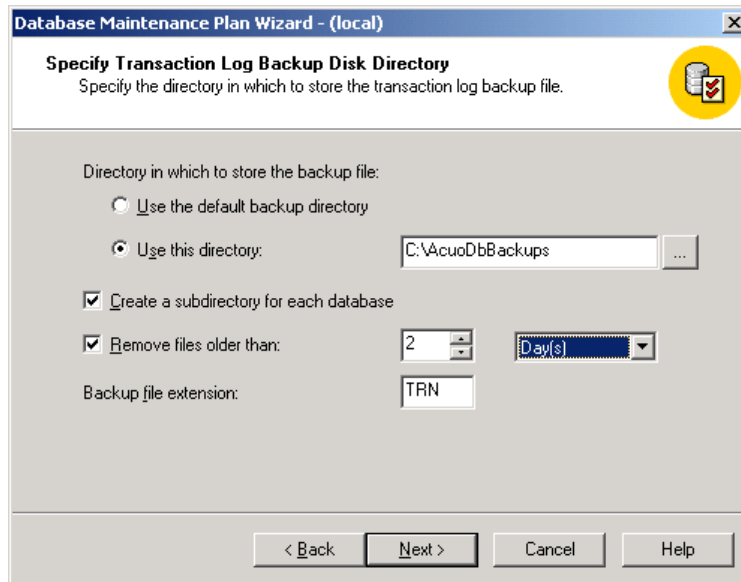 Database Maintenance Plan Wizard - (local)
Specify Transaction Log Backup Disk Directory
Specify the directory in which to store the transaction log backup file.
Directory in which to store the backup file:
Use the default backup directory
Use this directory: C:\AcuoDbBackups ...
Create a subdirectory for each database
Remove files older than: 2 Day(s)
Backup file extension: TRN
< Back Next > Cancel Help